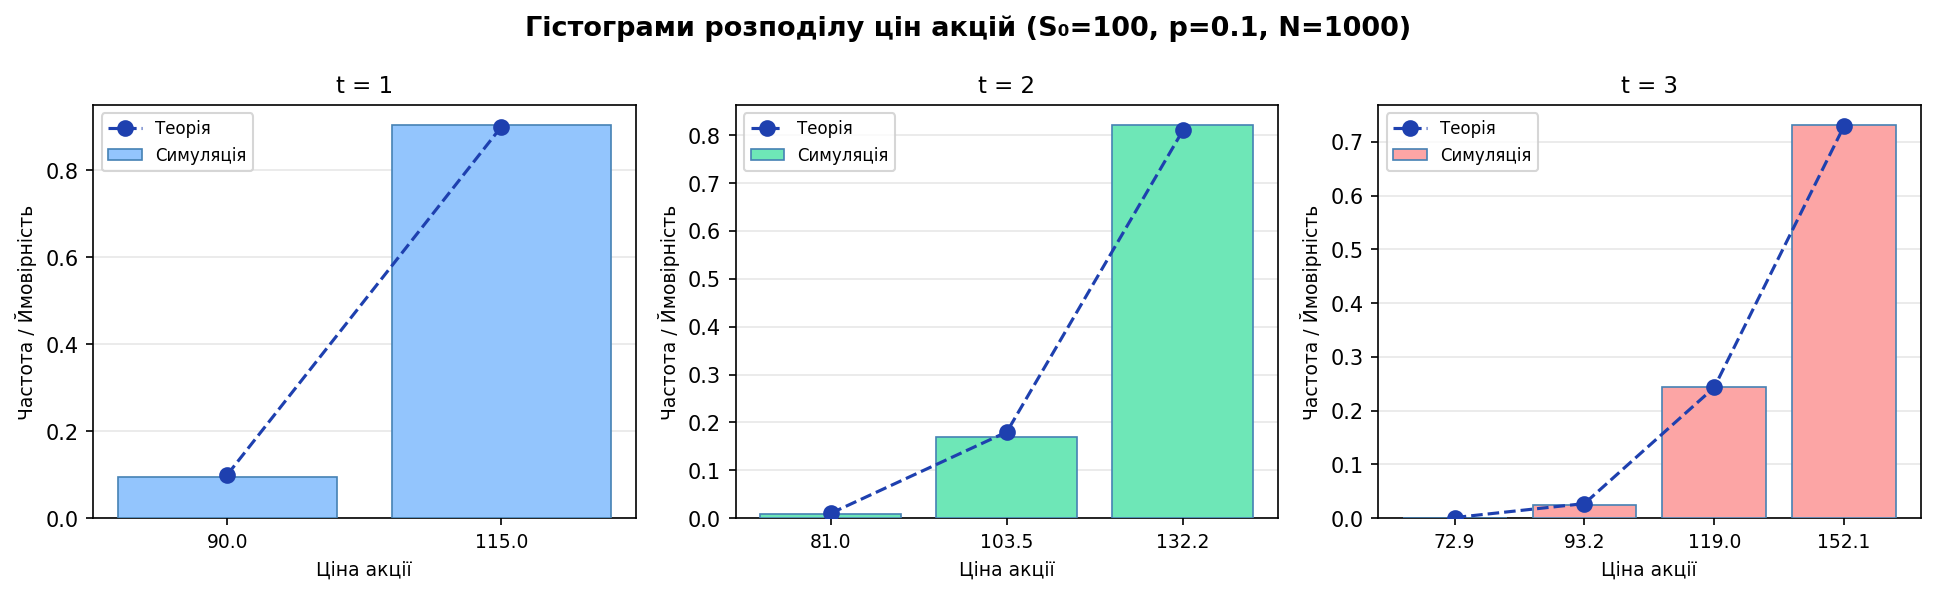 Гістограми розподілу цін акцій (S₀=100, p=0.1, N=1000)
t = 1
Теорія
Симуляція
Частота / Ймовірність
0.8
0.6
0.4
0.2
0.0
90.0 115.0
Ціна акції
t = 2
Теорія
Симуляція
Частота / Ймовірність
0.8
0.7
0.6
0.5
0.4
0.3
0.2
0.1
0.0
81.0 103.5 132.2
Ціна акції
t = 3
Теорія
Симуляція
Частота / Ймовірність
0.7
0.6
0.5
0.4
0.3
0.2
0.1
0.0
72.9 93.2 119.0 152.1
Ціна акції